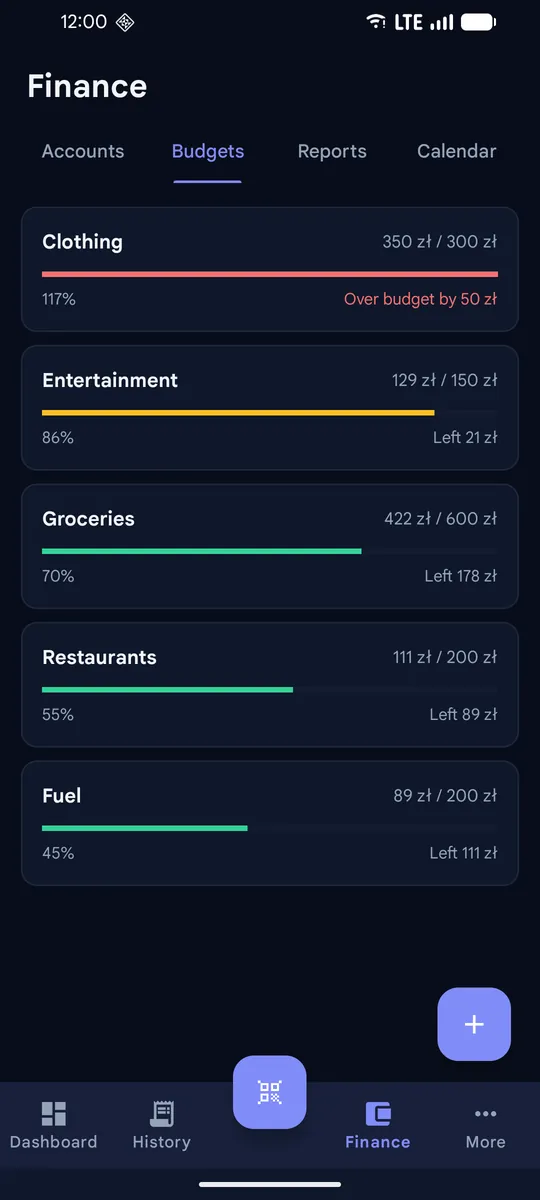 12:00
LTE
Finance
Accounts Budgets Reports Calendar
Clothing 350 zł / 300 zł
117% Over budget by 50 zł
Entertainment 129 zł / 150 zł
86% Left 21 zł
Groceries 422 zł / 600 zł
70% Left 178 zł
Restaurants 111 zł / 200 zł
55% Left 89 zł
Fuel 89 zł / 200 zł
45% Left 111 zł
Dashboard History Finance More